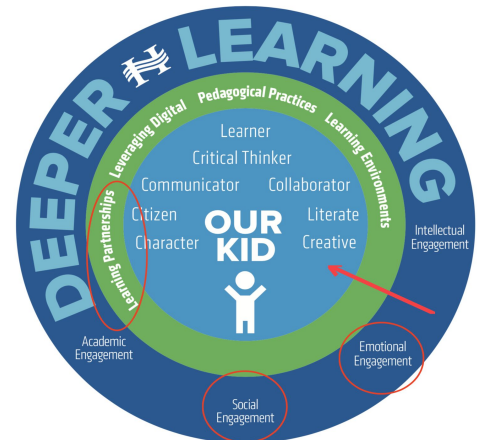 DEEPER LEARNING
Leveraging Digital
Pedagogical Practices
Learning Environments
Learning Partnerships
Learner
Critical Thinker
Communicator
Collaborator
Citizen
OUR
KID
Literate
Character
Creative
Intellectual
Engagement
Academic
Engagement
Emotional
Engagement
Social
Engagement